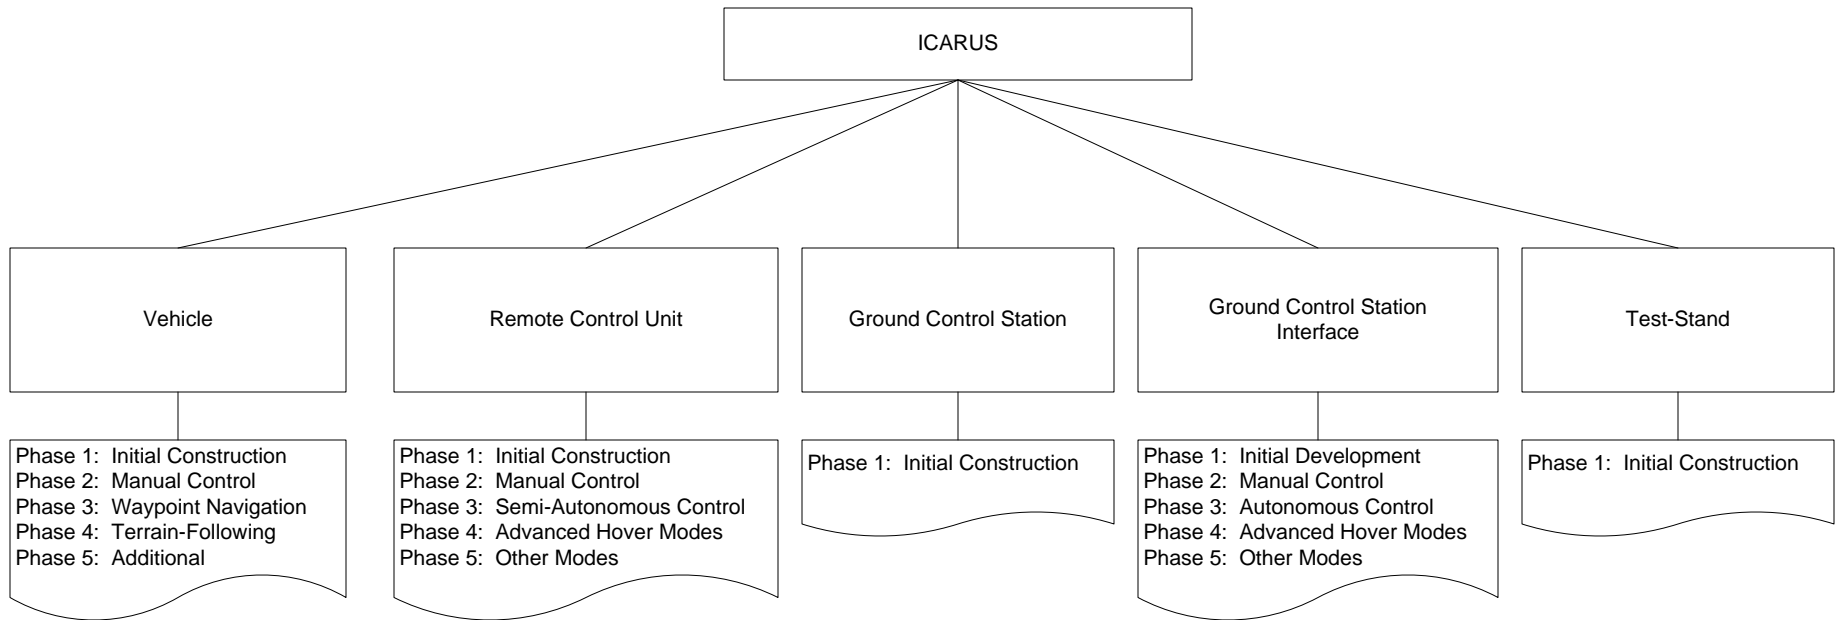 ICARUS
Vehicle
Remote Control Unit
Ground Control Station
Ground Control Station
Interface
Test-Stand
Phase 1:  Initial Construction
Phase 2:  Manual Control
Phase 3:  Waypoint Navigation
Phase 4:  Terrain-Following
Phase 5:  Additional
Phase 1:  Initial Construction
Phase 2:  Manual Control
Phase 3:  Semi-Autonomous Control
Phase 4:  Advanced Hover Modes
Phase 5:  Other Modes
Phase 1:  Initial Construction
Phase 1:  Initial Development
Phase 2:  Manual Control
Phase 3:  Autonomous Control
Phase 4:  Advanced Hover Modes
Phase 5:  Other Modes
Phase 1:  Initial Construction